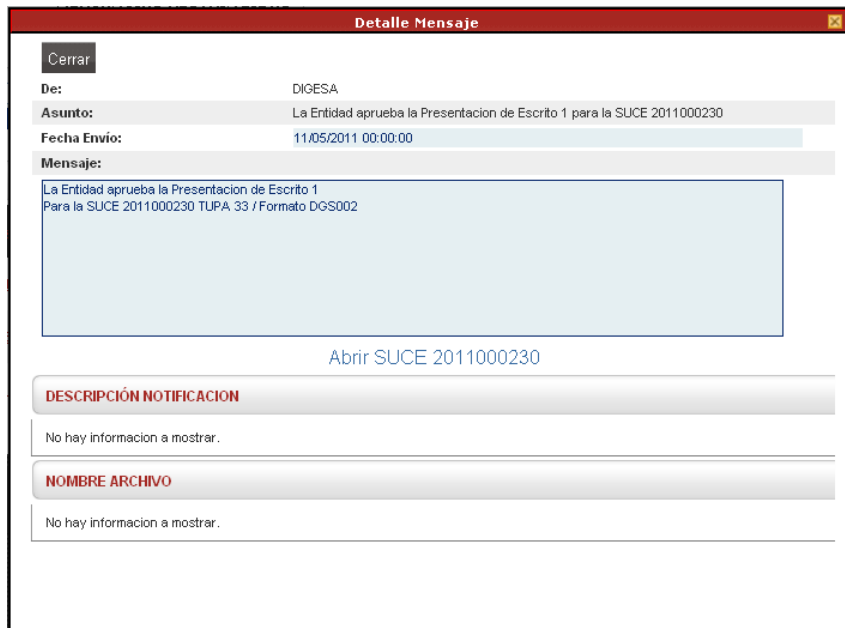 Detalle Mensaje
Cerrar
De: DIGESA
Asunto: La Entidad aprueba la Presentacion de Escrito 1 para la SUCE 2011000230
Fecha Envío: 11/05/2011 00:00:00
Mensaje:
La Entidad aprueba la Presentacion de Escrito 1
Para la SUCE 2011000230 TUPA 33 / Formato DGS002
Abrir SUCE 2011000230
DESCRIPCIÓN NOTIFICACION
No hay informacion a mostrar.
NOMBRE ARCHIVO
No hay informacion a mostrar.